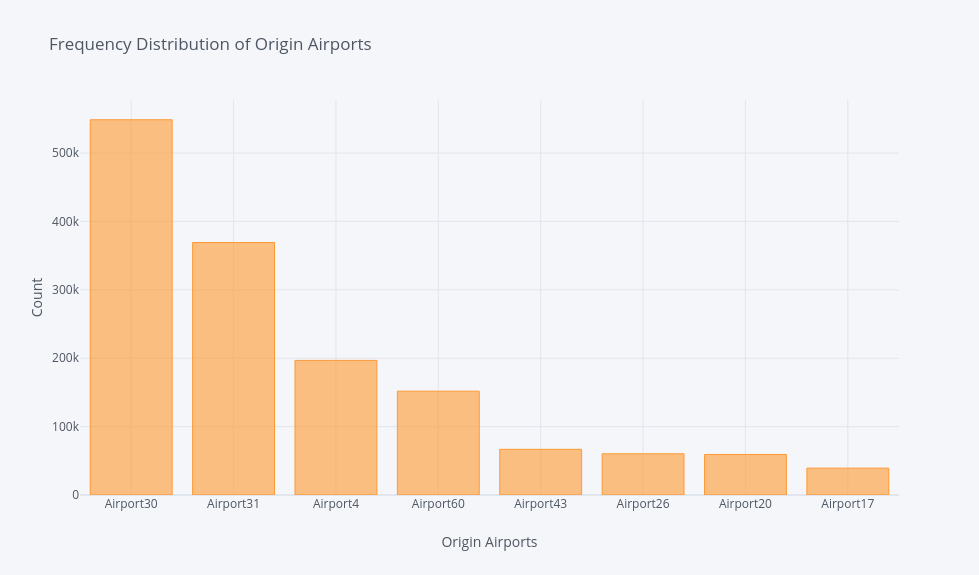 Frequency Distribution of Origin Airports
Count
500k
400k
300k
200k
100k
0
Airport30 Airport31 Airport4 Airport60 Airport43 Airport26 Airport20 Airport17
Origin Airports